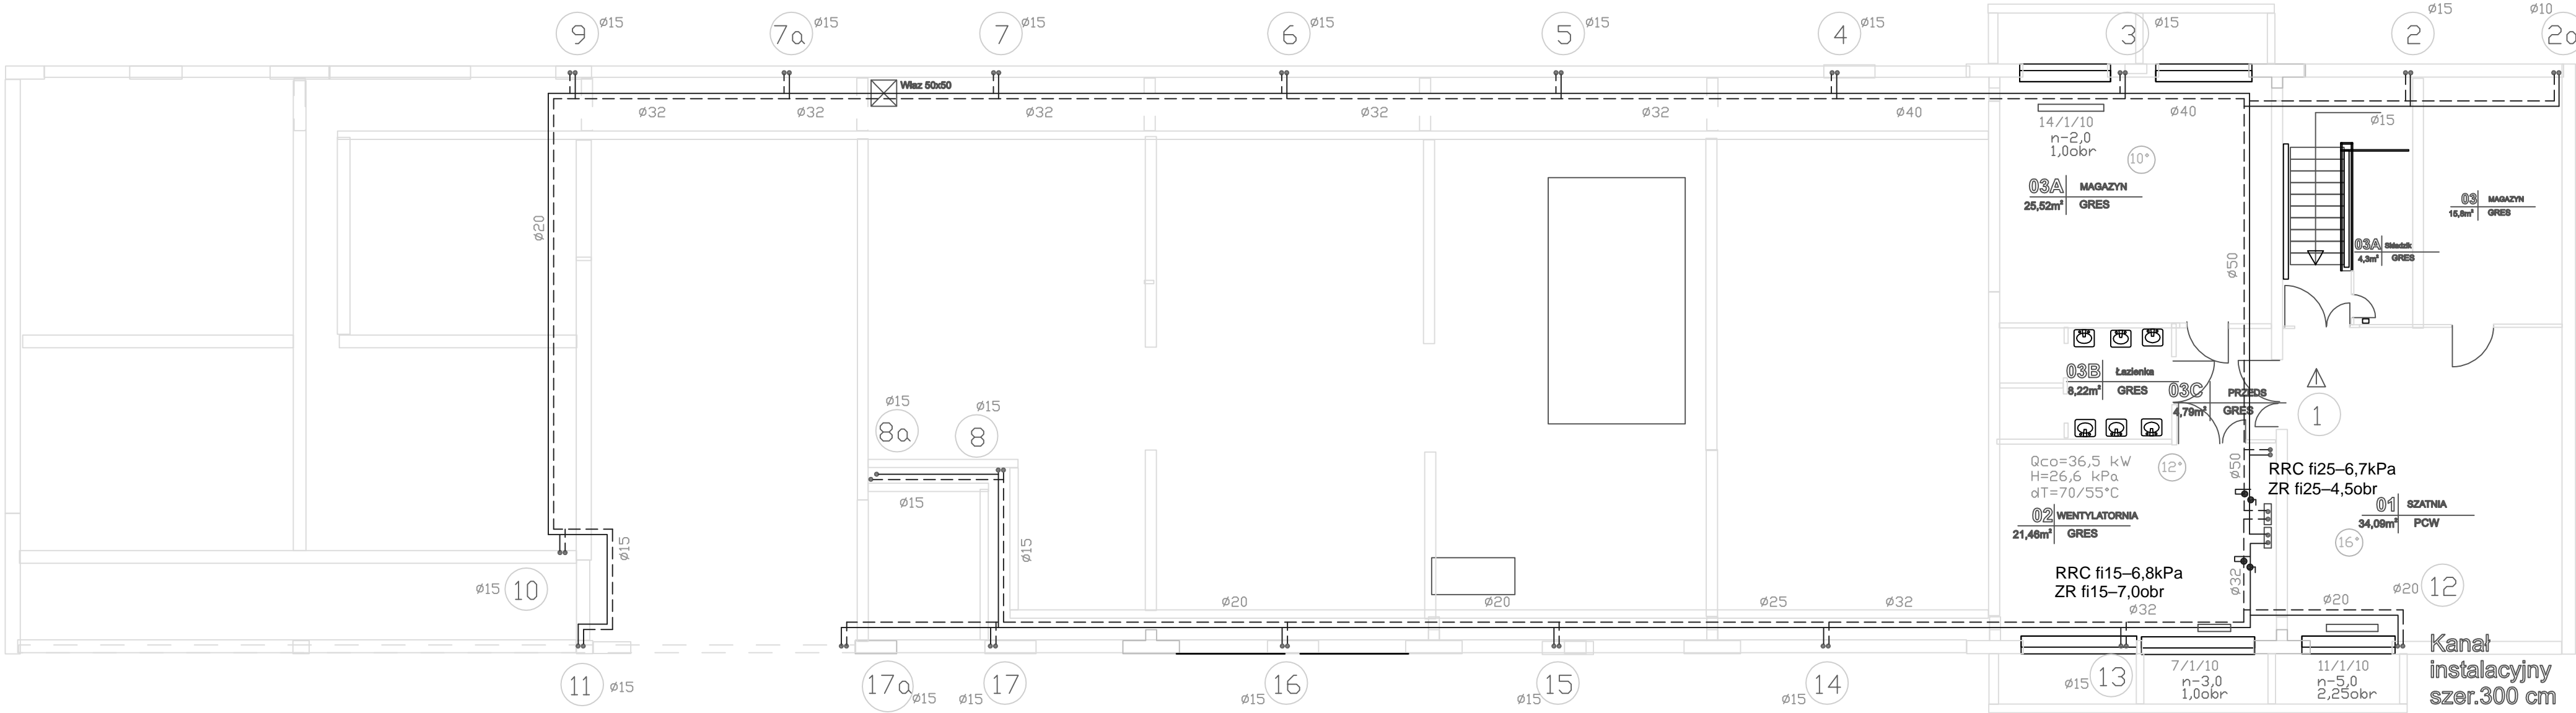 9 ø15
7a ø15
7 ø15
6 ø15
5 ø15
4 ø15
3 ø15
2 ø15
ø10
2a
Właz 50x50
ø32
ø32
ø32
ø32
ø32
ø40
ø40
ø15
14/1/10
n-2,0
1,0obr
10°
03A MAGAZYN
25,52m² GRES
03 MAGAZYN
15,8m² GRES
03A Składzik
4,3m² GRES
ø20
ø50
03B Łazienka
8,22m² GRES
03C PRZEDS
4,79m² GRES
1
ø15
8a
ø15
8
ø15
ø15
Qco=36,5 kW
H=26,6 kPa
dT=70/55°C
12°
02 WENTYLATORNIA
21,46m² GRES
ø50
RRC fi25–6,7kPa
ZR fi25–4,5obr
01 SZATNIA
34,09m² PCW
16°
RRC fi15–6,8kPa
ZR fi15–7,0obr
ø32
ø15
ø15 10
ø20 12
ø20
ø20
ø25
ø32
ø32
ø20
11 ø15
17a ø15
ø15 17
ø15 16
ø15 15
ø15 14
ø15 13
7/1/10
n-3,0
1,0obr
11/1/10
n-5,0
2,25obr
Kanał
instalacyjny
szer.300 cm